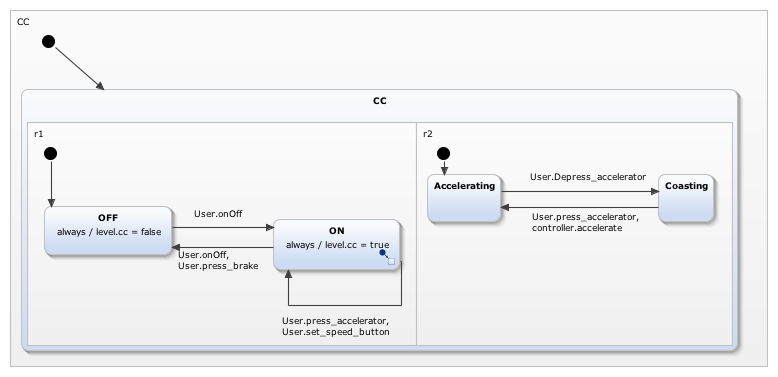 CC
CC
r1
OFF
always / level.cc = false
User.onOff
User.onOff,
User.press_brake
ON
always / level.cc = true
User.press_accelerator,
User.set_speed_button
r2
Accelerating
User.Depress_accelerator
User.press_accelerator,
controller.accelerate
Coasting